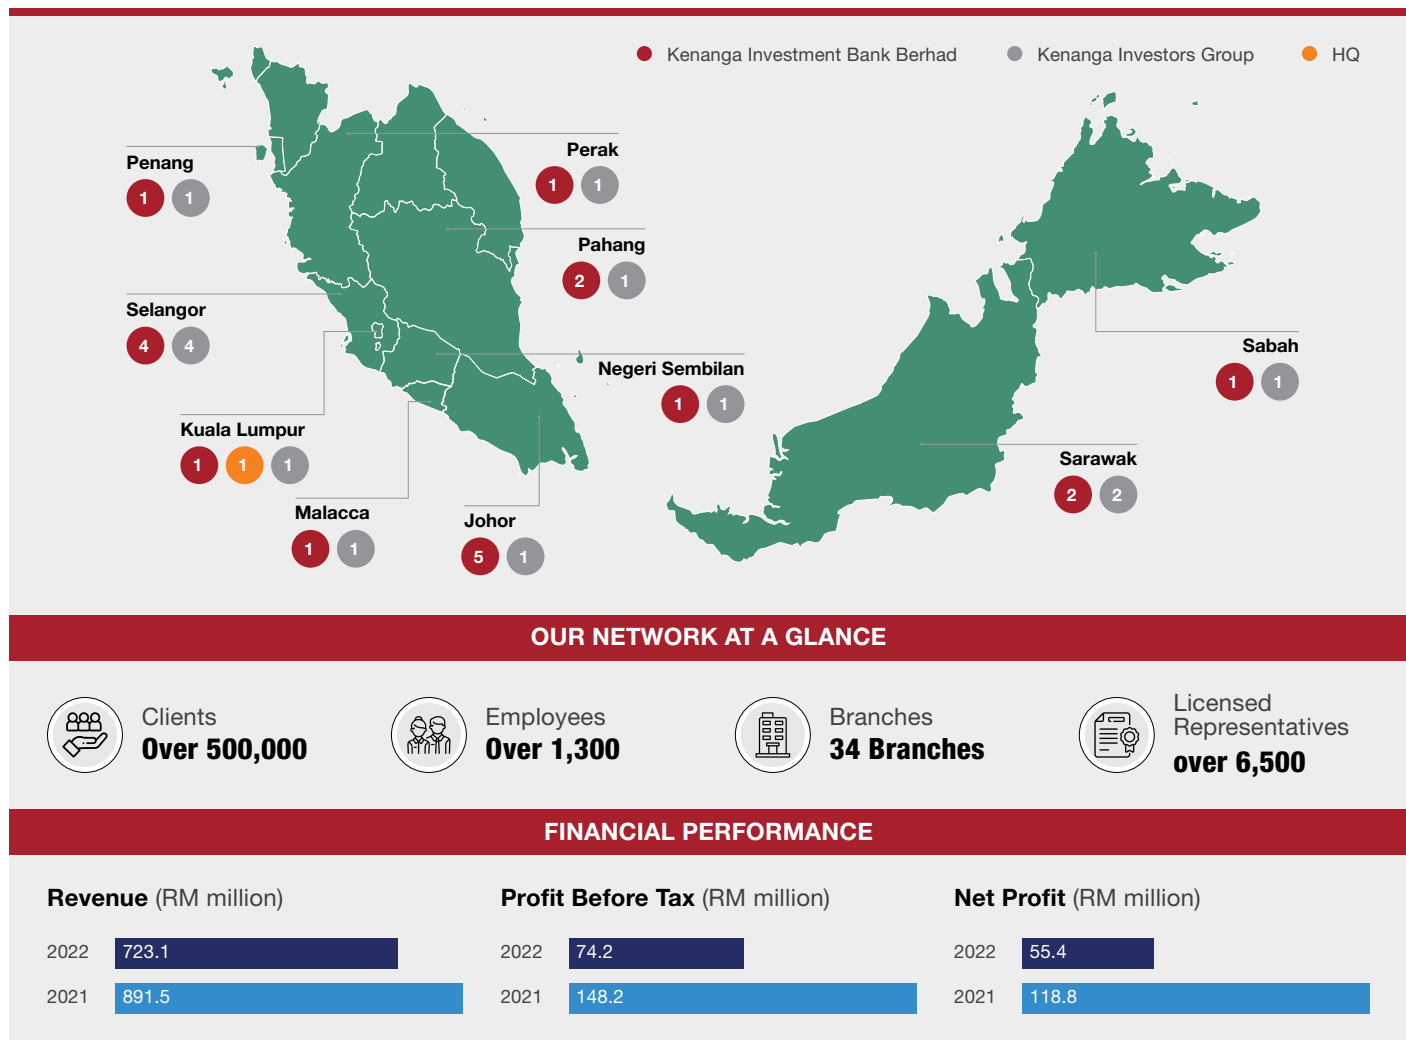 Kenanga Investment Bank Berhad
Kenanga Investors Group
HQ
Penang
1 1
Perak
1 1
Pahang
2 1
Selangor
4 4
Negeri Sembilan
1 1
Kuala Lumpur
1 1 1
Malacca
1 1
Johor
5 1
Sabah
1 1
Sarawak
2 2
OUR NETWORK AT A GLANCE
Clients
Over 500,000
Employees
Over 1,300
Branches
34 Branches
Licensed
Representatives
over 6,500
FINANCIAL PERFORMANCE
Revenue (RM million)
2022 723.1
2021 891.5
Profit Before Tax (RM million)
2022 74.2
2021 148.2
Net Profit (RM million)
2022 55.4
2021 118.8